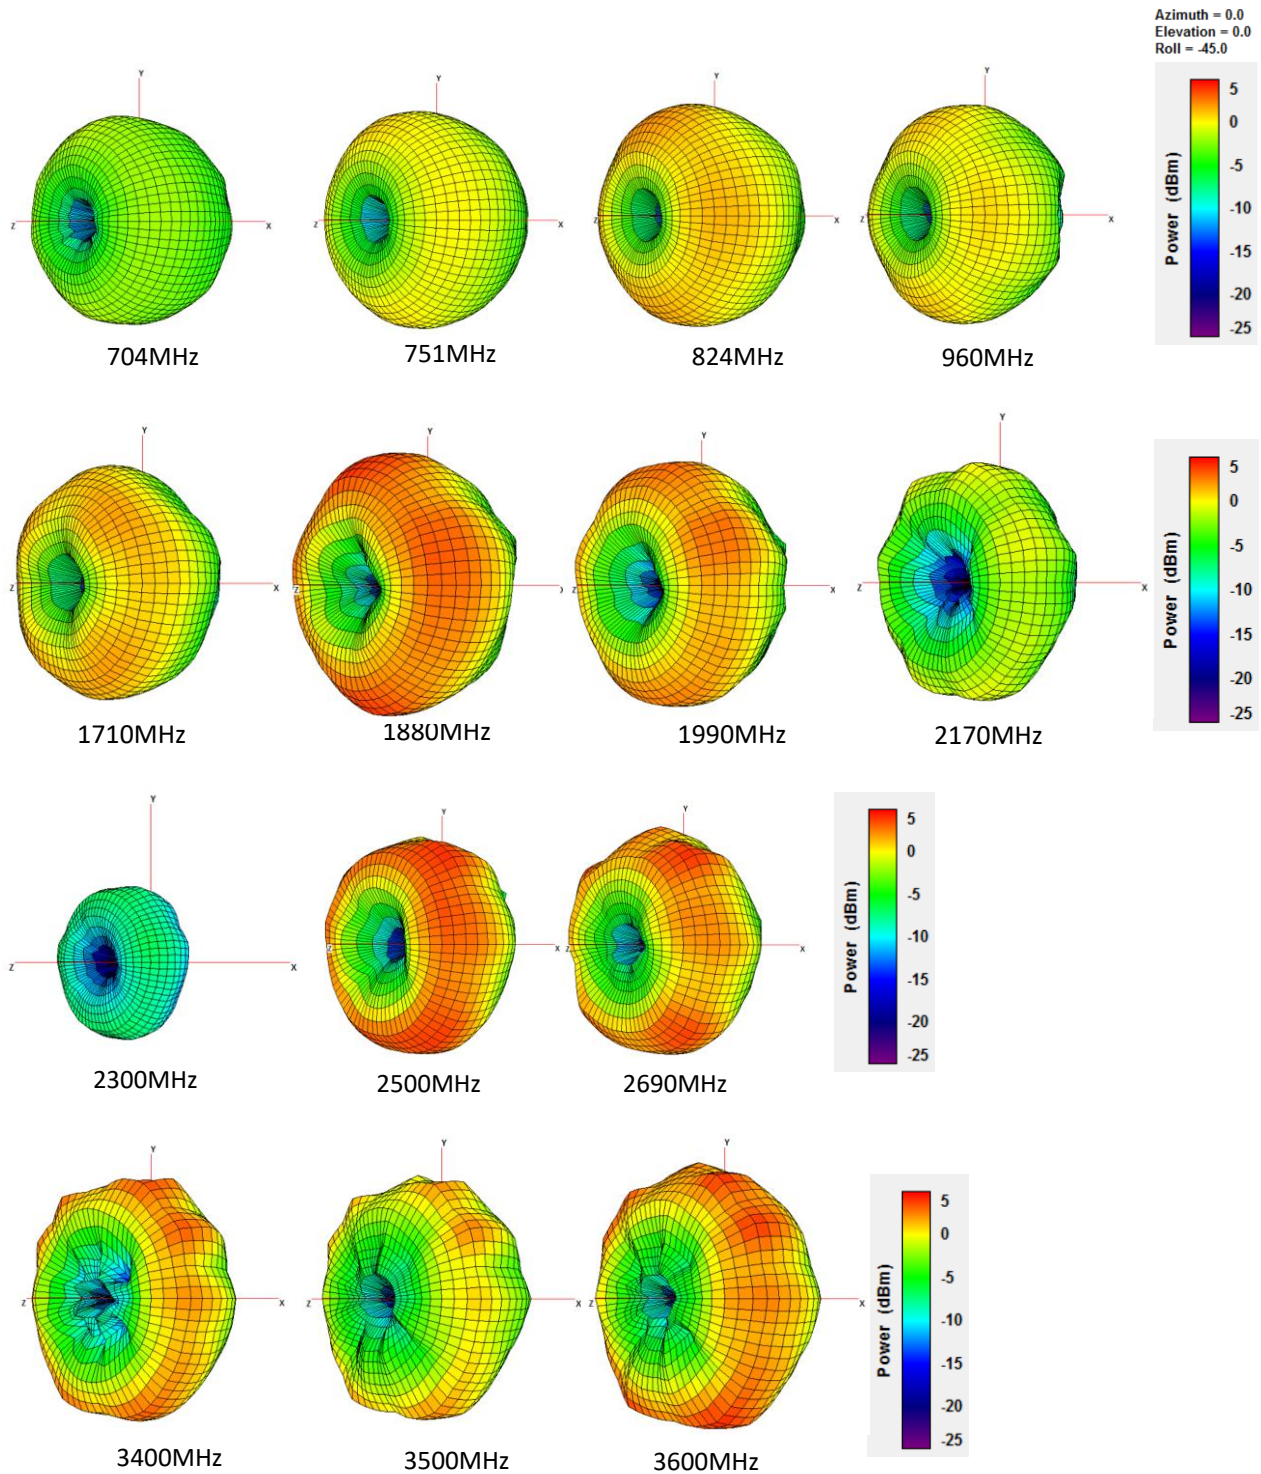 Azimuth = 0.0
Elevation = 0.0
Roll = -45.0
Y
Z
X
Y
Z
X
Y
Z
X
Y
Z
X
Power (dBm)
5
0
-5
-10
-15
-20
-25
704MHz
751MHz
824MHz
960MHz
Y
Z
X
Y
Z
Y
Z
X
Y
Z
X
Power (dBm)
5
0
-5
-10
-15
-20
-25
1710MHz
1880MHz
1990MHz
2170MHz
Y
Z
X
Y
Z
X
Y
Z
X
Power (dBm)
5
0
-5
-10
-15
-20
-25
2300MHz
2500MHz
2690MHz
Y
Z
X
Y
Z
X
Y
Z
X
Power (dBm)
5
0
-5
-10
-15
-20
-25
3400MHz
3500MHz
3600MHz